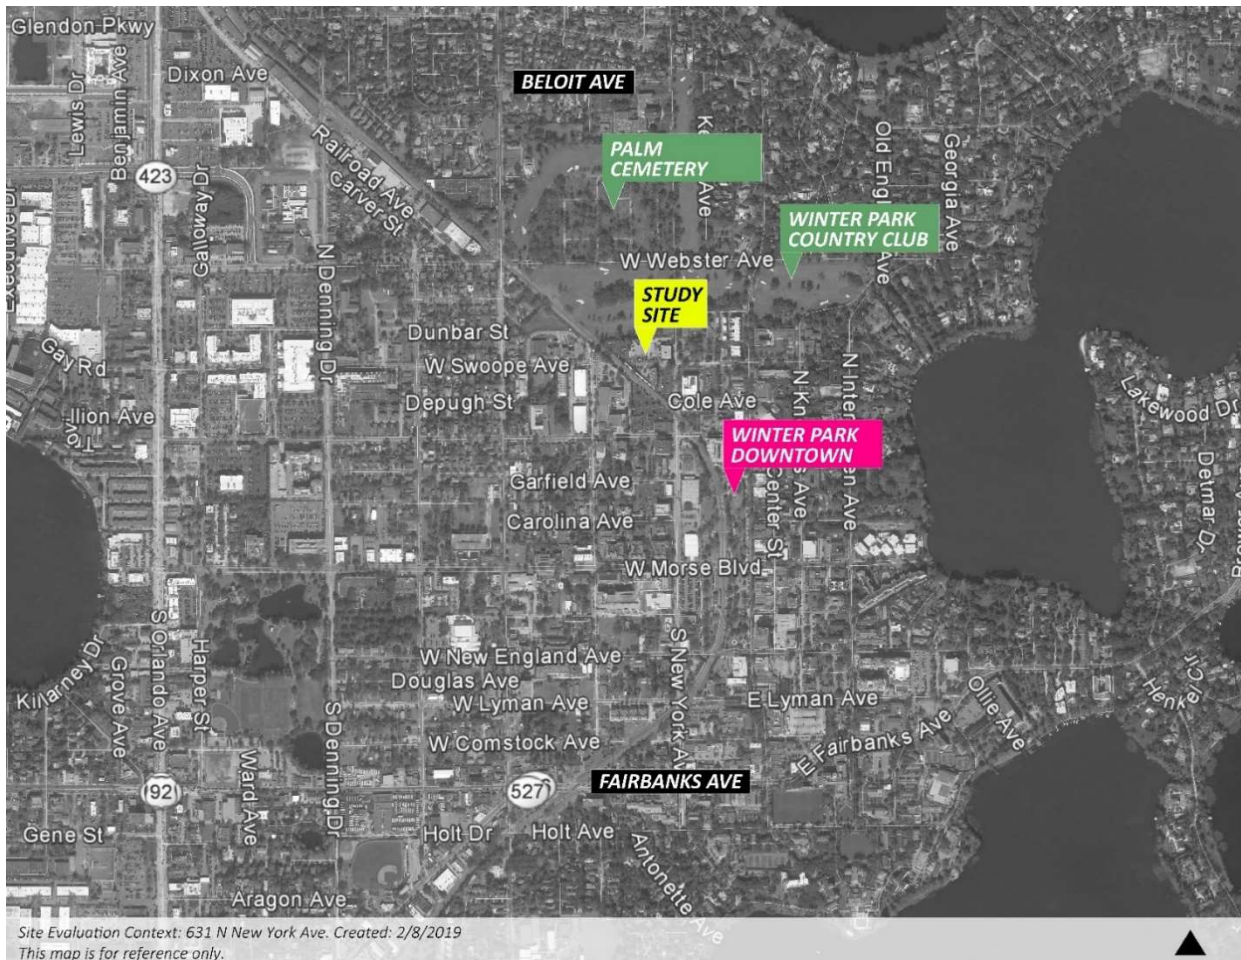 Glendon Pkwy
Dixon Ave
BELOIT AVE
Lewis Dr
Benjamin Ave
423
Galloway Dr
Railroad Ave
Carver St
N Denning Dr
PALM
CEMETERY
Old
Georgia Ave
WINTER PARK
COUNTRY CLUB
W Webster Ave
STUDY
SITE
Executive Dr
Dunbar St
W Swoope Ave
Gay Rd
Depugh St
Cole Ave
Ilion Ave
Lakewood Dr
WINTER PARK
DOWNTOWN
Garfield Ave
Center St
Detmar Dr
Carolina Ave
W Morse Blvd
S Orlando Ave
Harper St
W New England Ave
S New York Av
Douglas Ave
Killarney Dr
Grove Ave
W Lyman Ave
E Lyman Ave
Ollie Ave
Henkel Cir
S Denning Dr
W Comstock Ave
E Fairbanks Ave
Ward Ave
92
527
FAIRBANKS AVE
Gene St
Holt Dr
Holt Ave
Antonette Ave
Aragon Ave
Site Evaluation Context: 631 N New York Ave. Created: 2/8/2019
This map is for reference only.